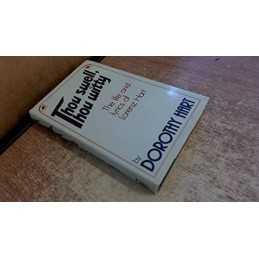 Thou swell,
Thou witty
The life and
lyrics of
Lorenz Hart
by
DOROTHY HART